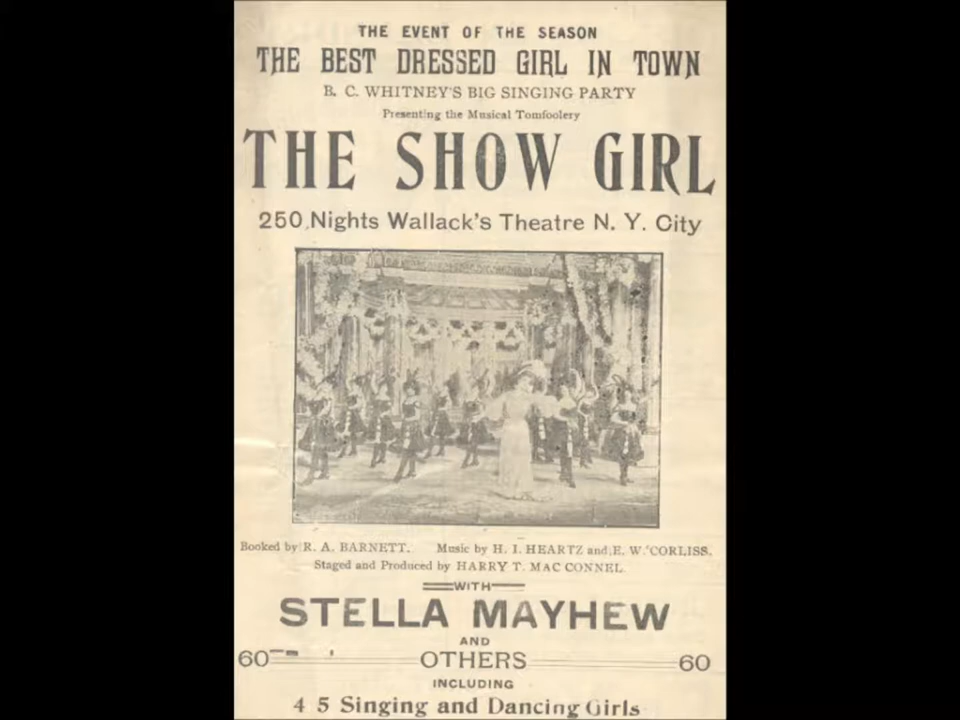 THE EVENT OF THE SEASON
THE BEST DRESSED GIRL IN TOWN
B. C. WHITNEY'S BIG SINGING PARTY
Presenting the Musical Tomfoolery
THE SHOW GIRL
250 Nights Wallack's Theatre N. Y. City
Booked by R. A. BARNETT. Music by H. I. HEARTZ and E. W. CORLISS.
Staged and Produced by HARRY T. MAC CONNEL.
WITH
STELLA MAYHEW
AND
60 OTHERS 60
INCLUDING
4 5 Singing and Dancing Girls